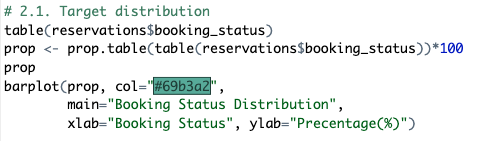 # 2.1. Target distribution
table(reservations$booking_status)
prop <- prop.table(table(reservations$booking_status))*100
prop
barplot(prop, col="#69b3a2",
        main="Booking Status Distribution",
        xlab="Booking Status", ylab="Precentage(%)")